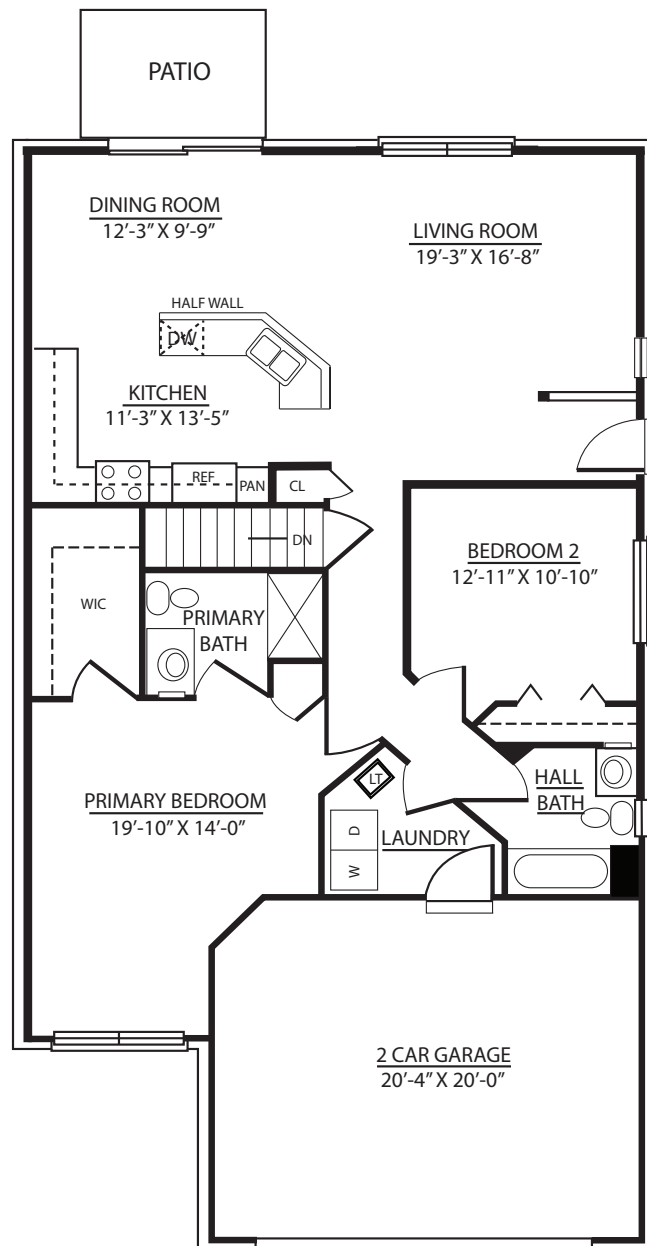 PATIO
DINING ROOM
12'-3" X 9'-9"
LIVING ROOM
19'-3" X 16'-8"
HALF WALL
DW
KITCHEN
11'-3" X 13'-5"
REF
PAN
CL
DN
BEDROOM 2
12'-11" X 10'-10"
WIC
PRIMARY
BATH
PRIMARY BEDROOM
19'-10" X 14'-0"
LT
HALL
BATH
D
LAUNDRY
W
2 CAR GARAGE
20'-4" X 20'-0"